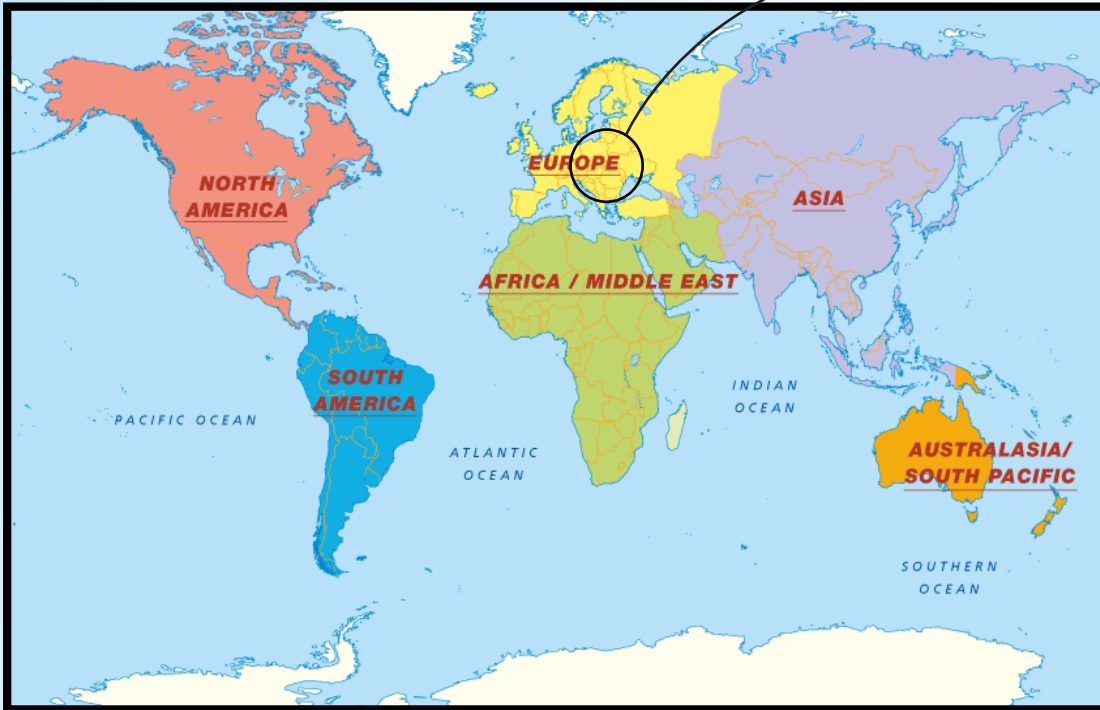 EUROPE
NORTH
AMERICA
ASIA
AFRICA / MIDDLE EAST
SOUTH
AMERICA
INDIAN
OCEAN
PACIFIC OCEAN
ATLANTIC
OCEAN
AUSTRALASIA/
SOUTH PACIFIC
SOUTHERN
OCEAN